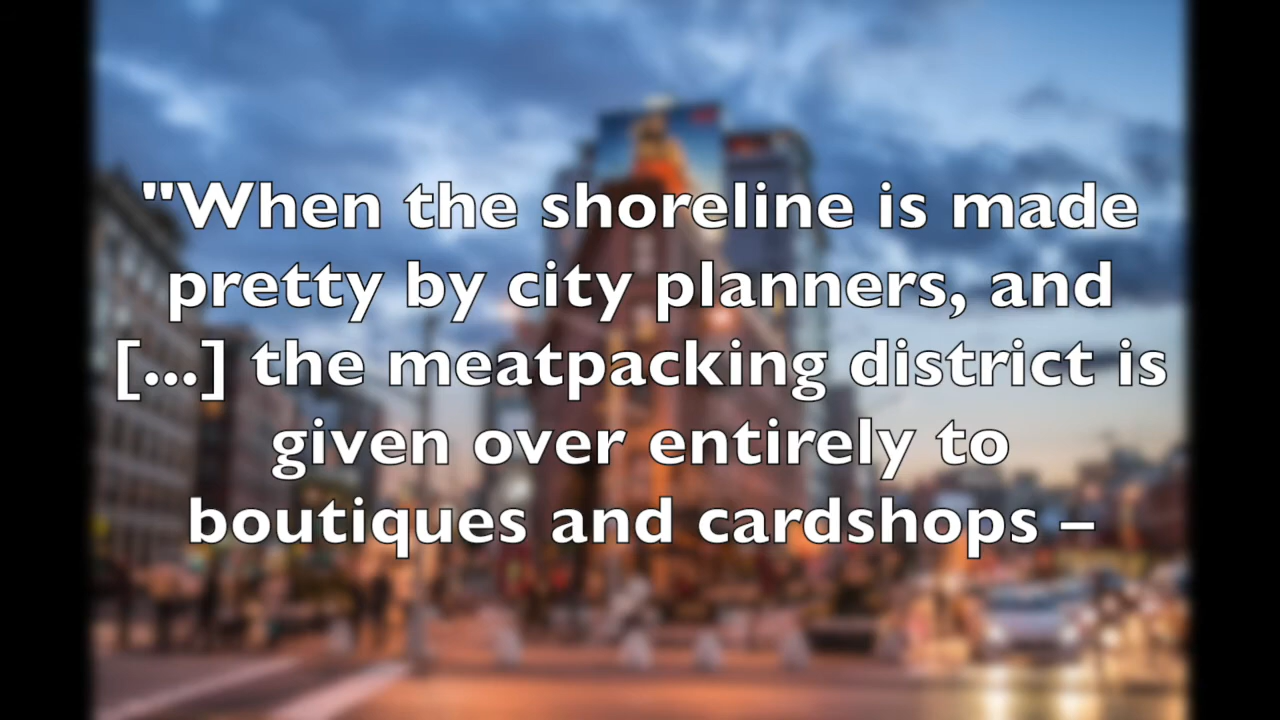 "When the shoreline is made
pretty by city planners, and
[...] the meatpacking district is
given over entirely to
boutiques and cardshops –